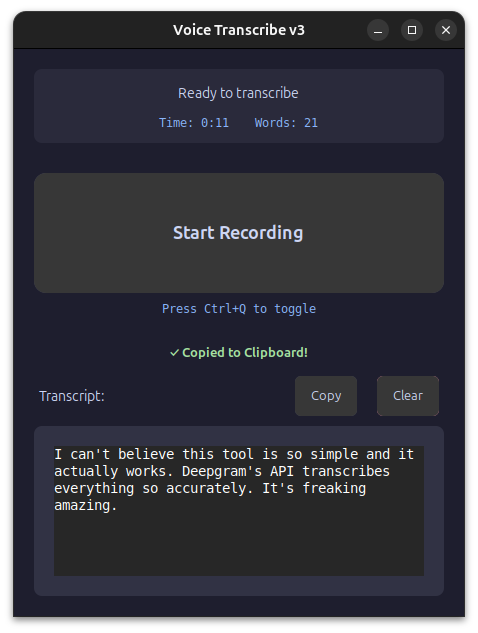 Voice Transcribe v3
Ready to transcribe
Time: 0:11 Words: 21
Start Recording
Press Ctrl+Q to toggle
✓ Copied to Clipboard!
Transcript: Copy Clear
I can't believe this tool is so simple and it
actually works. Deepgram's API transcribes
everything so accurately. It's freaking
amazing.